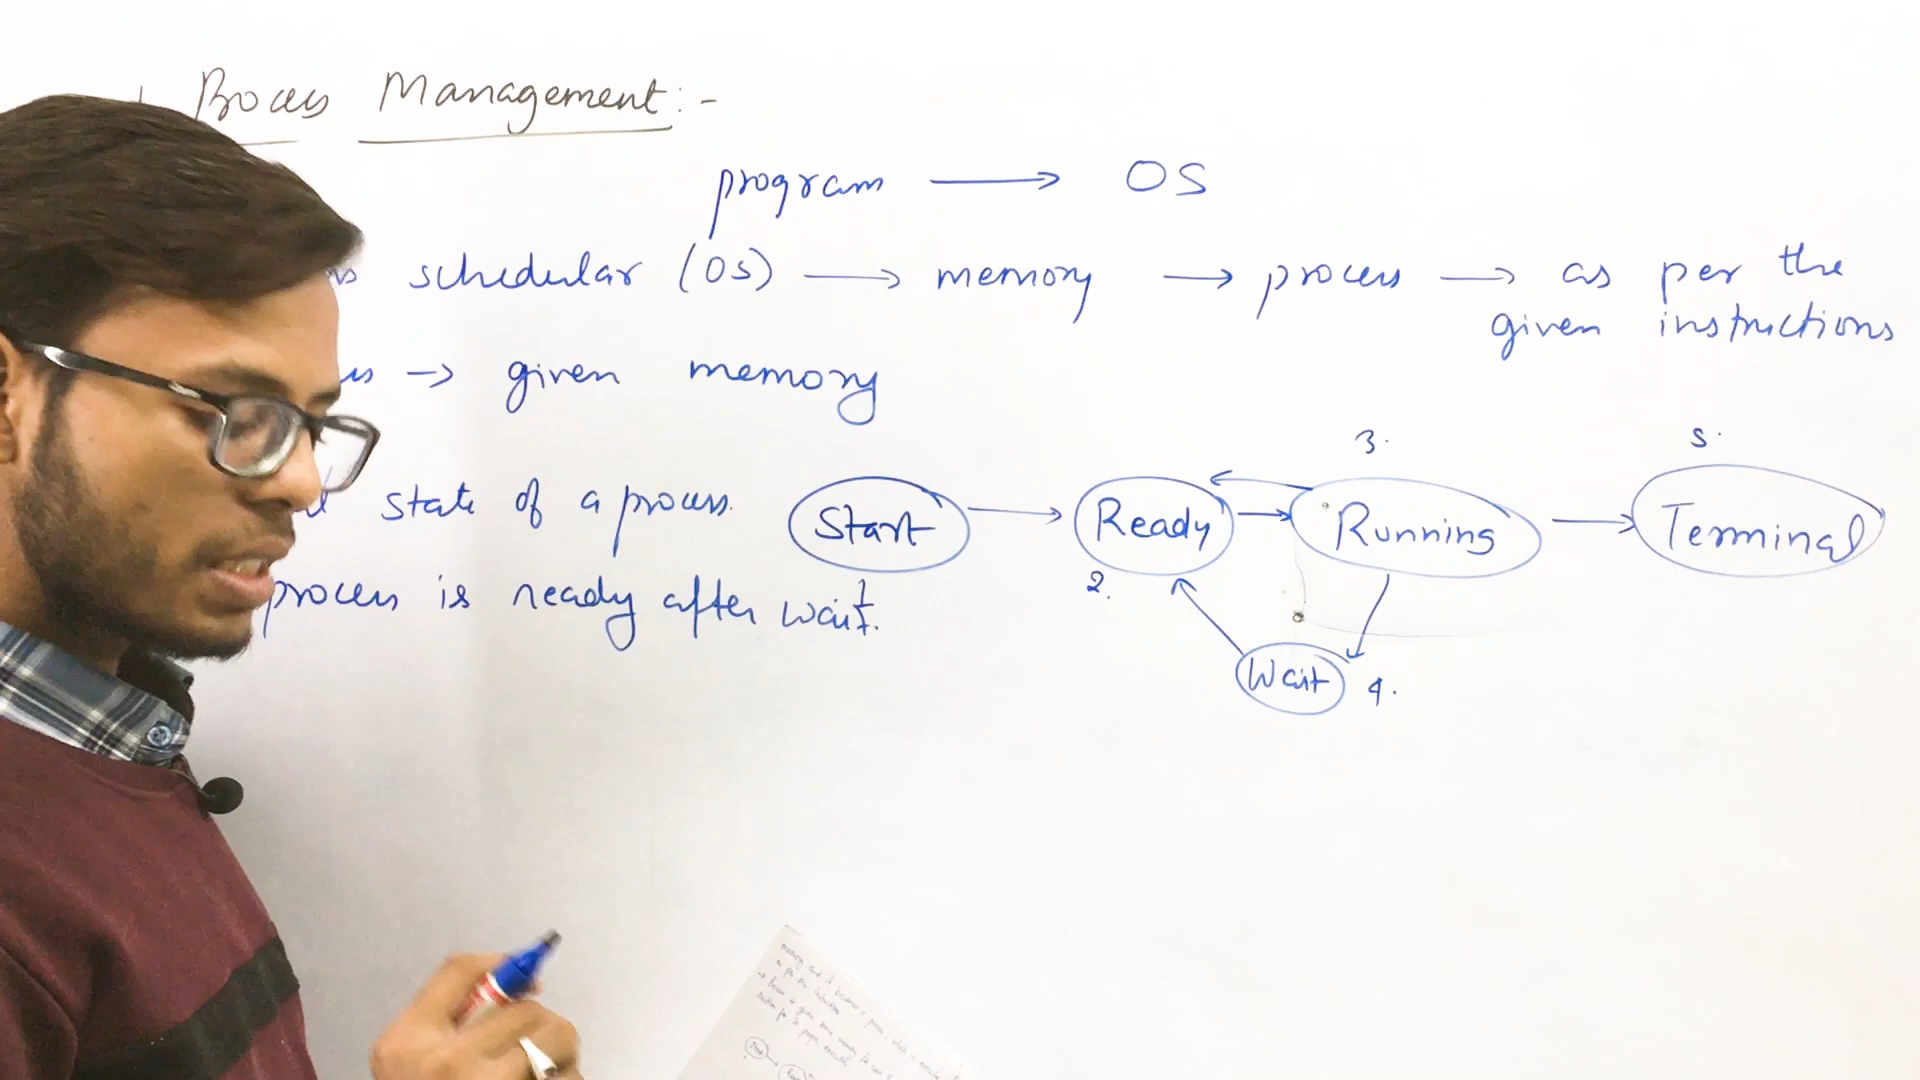 Process Management:-
program → OS
schedular (OS) → memory → process → as per the
given instructions
→ given memory
3.
5.
state of a process.
Start → Ready → Running → Terminal
2.
1.
process is ready after wait.
Wait 4.